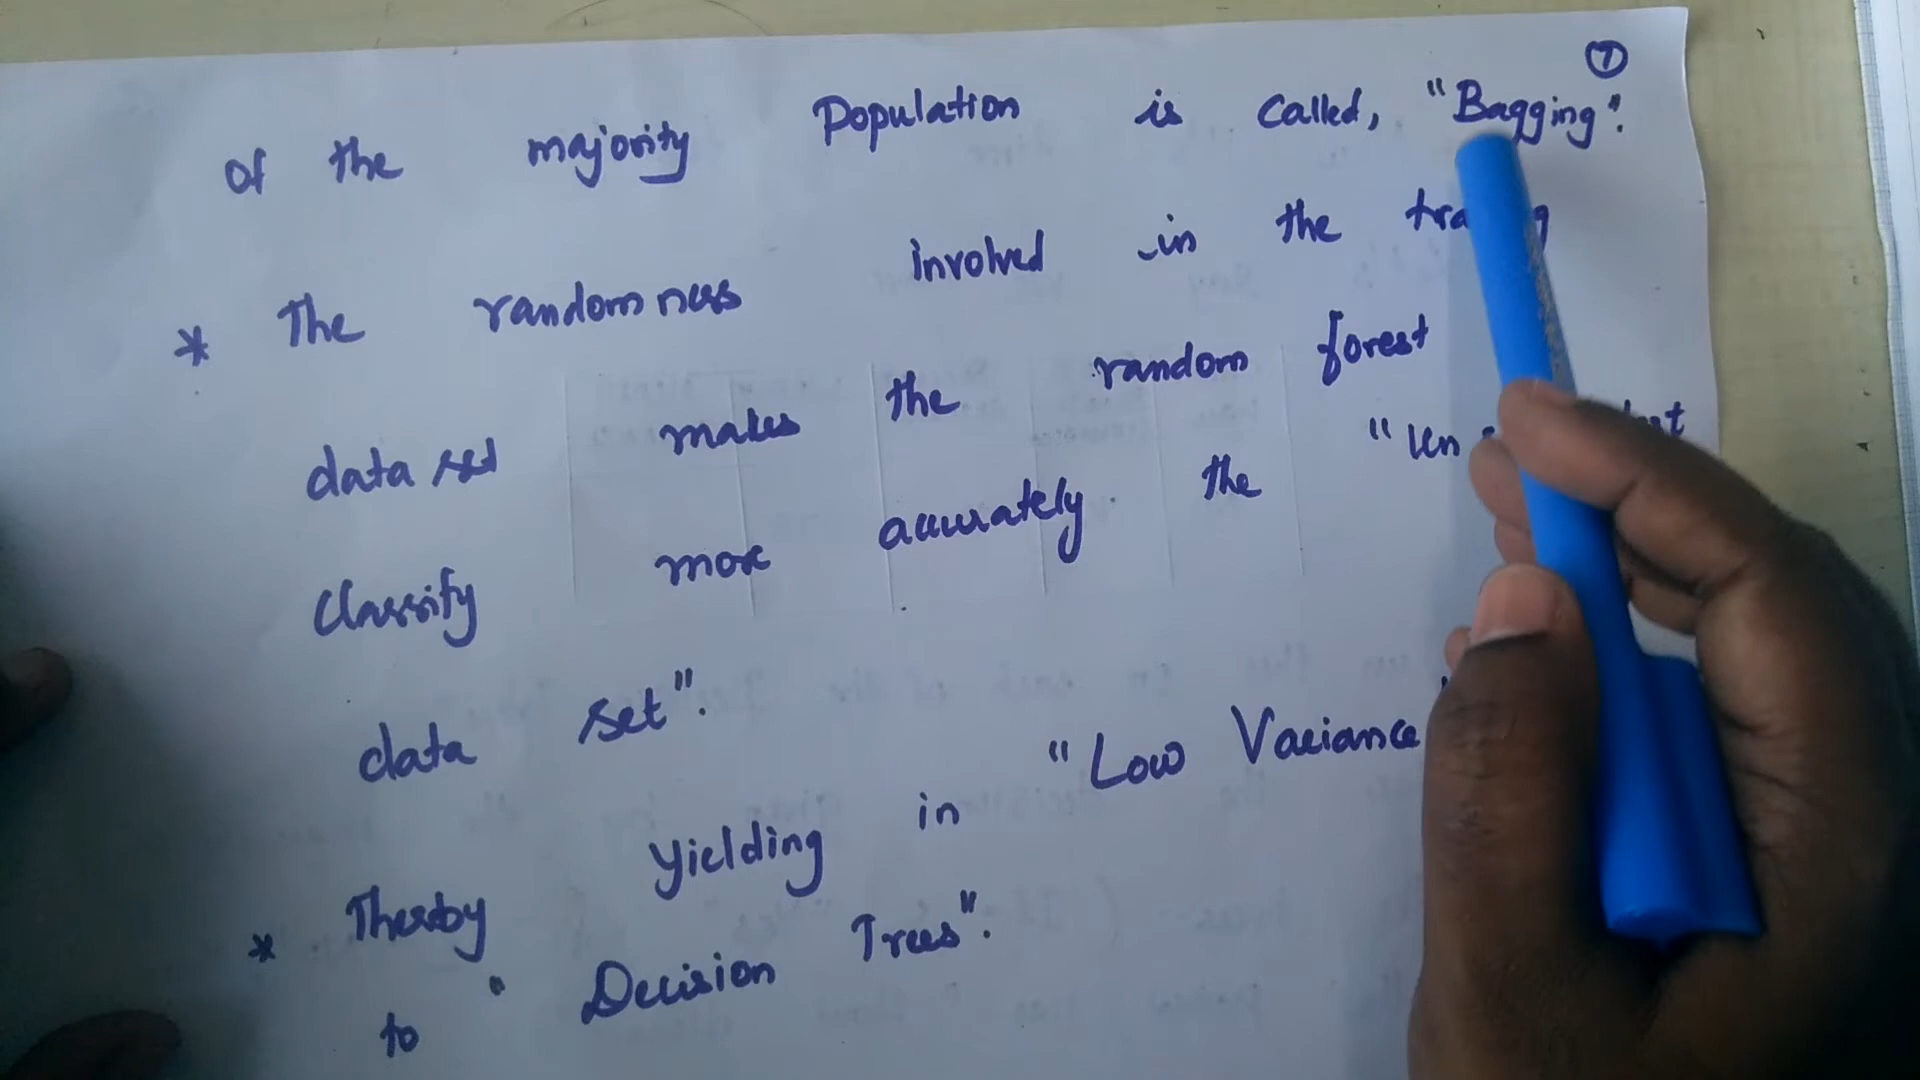 7
of the majority Population is called, "Bagging".
* The randomness involved in the
data set makes the random forest
Classify more accurately the "Un
data set".
* Thereby yielding in "Low Variance"
to "Decision Trees".